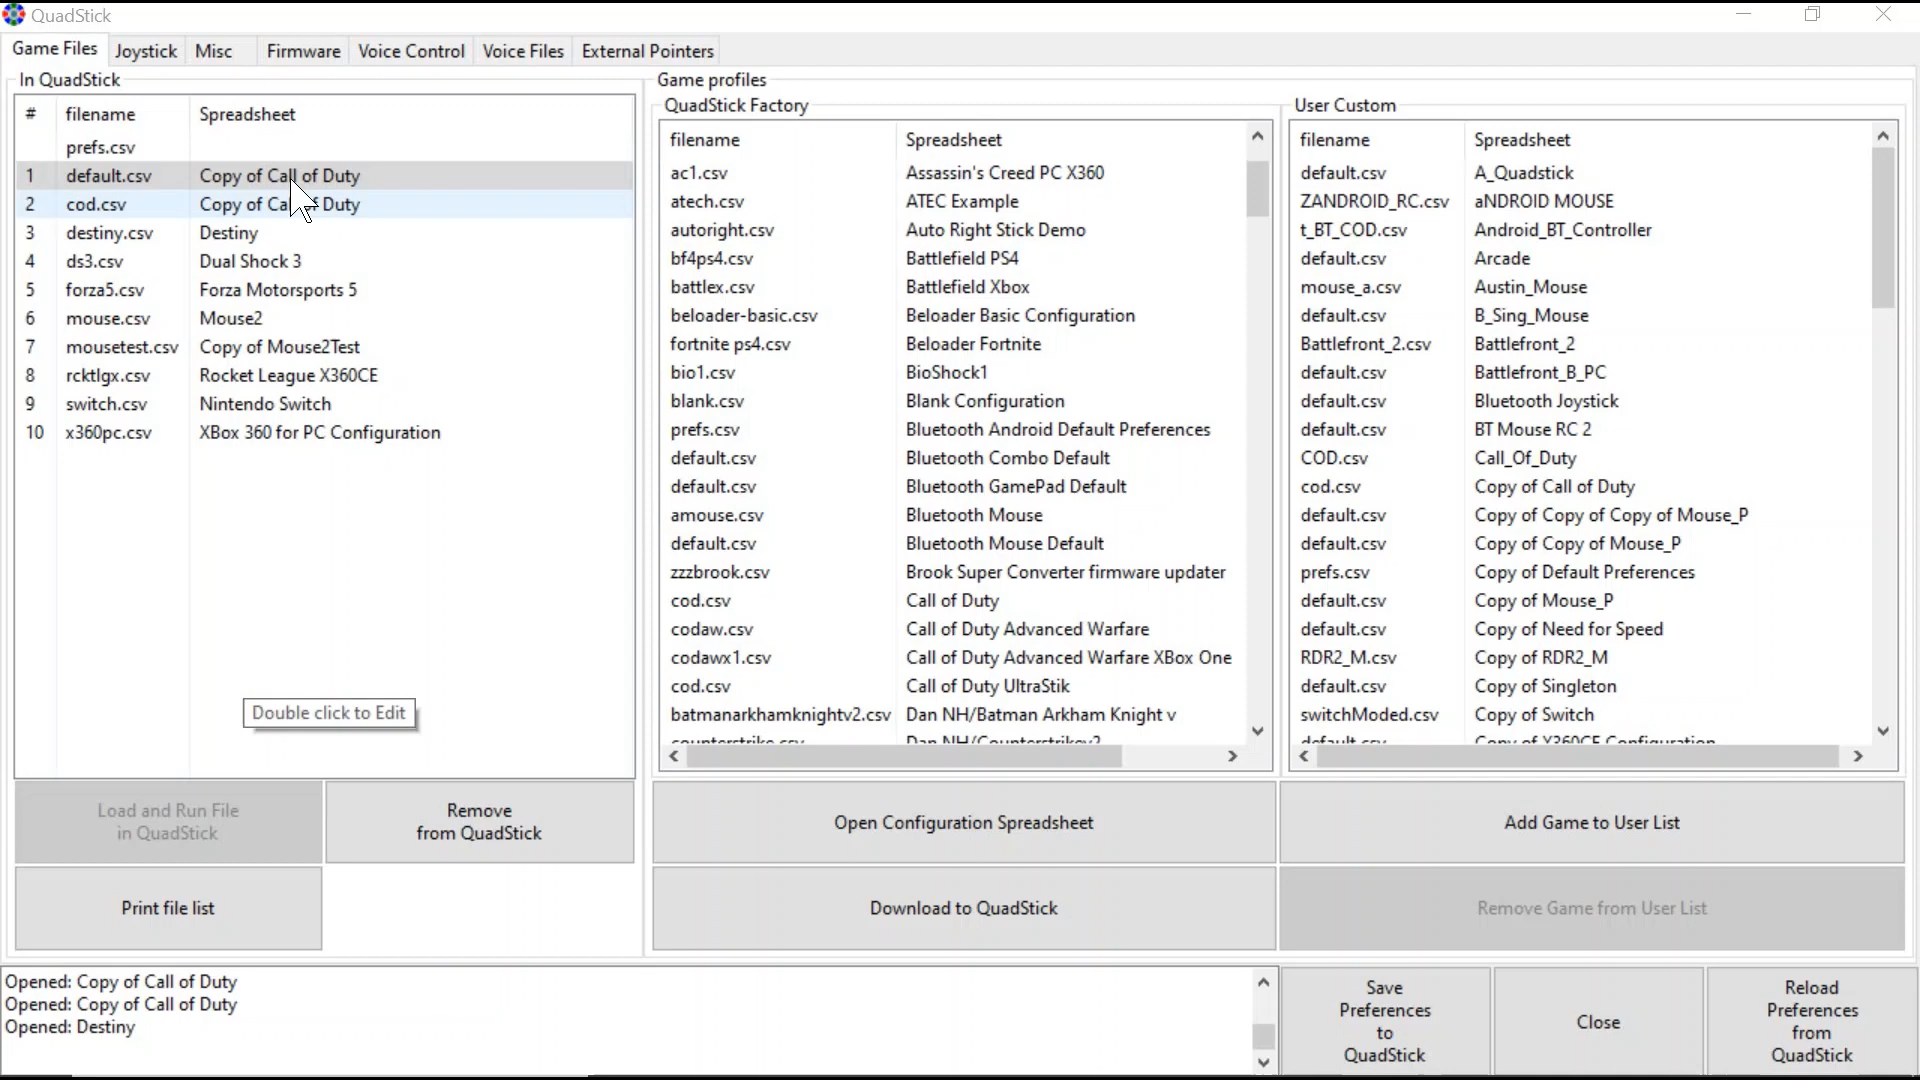 QuadStick
Game Files Joystick Misc Firmware Voice Control Voice Files External Pointers
In QuadStick
# filename Spreadsheet
prefs.csv
1 default.csv Copy of Call of Duty
2 cod.csv Copy of Call of Duty
3 destiny.csv Destiny
4 ds3.csv Dual Shock 3
5 forza5.csv Forza Motorsports 5
6 mouse.csv Mouse2
7 mousetest.csv Copy of Mouse2Test
8 rcktlgx.csv Rocket League X360CE
9 switch.csv Nintendo Switch
10 x360pc.csv XBox 360 for PC Configuration
Double click to Edit
Load and Run File
in QuadStick
Remove
from QuadStick
Print file list
Game profiles
QuadStick Factory
filename Spreadsheet
ac1.csv Assassin's Creed PC X360
atech.csv ATEC Example
autoright.csv Auto Right Stick Demo
bf4ps4.csv Battlefield PS4
battlex.csv Battlefield Xbox
beloader-basic.csv Beloader Basic Configuration
fortnite ps4.csv Beloader Fortnite
bio1.csv BioShock1
blank.csv Blank Configuration
prefs.csv Bluetooth Android Default Preferences
default.csv Bluetooth Combo Default
default.csv Bluetooth GamePad Default
amouse.csv Bluetooth Mouse
default.csv Bluetooth Mouse Default
zzzbrook.csv Brook Super Converter firmware updater
cod.csv Call of Duty
codaw.csv Call of Duty Advanced Warfare
codawx1.csv Call of Duty Advanced Warfare XBox One
cod.csv Call of Duty UltraStik
batmanarkhamknightv2.csv Dan NH/Batman Arkham Knight v
counterstrike.csv Dan NH/Counterstrikev2
User Custom
filename Spreadsheet
default.csv A_Quadstick
ZANDROID_RC.csv aNDROID MOUSE
t_BT_COD.csv Android_BT_Controller
default.csv Arcade
mouse_a.csv Austin_Mouse
default.csv B_Sing_Mouse
Battlefront_2.csv Battlefront_2
default.csv Battlefront_B_PC
default.csv Bluetooth Joystick
default.csv BT Mouse RC 2
COD.csv Call_Of_Duty
cod.csv Copy of Call of Duty
default.csv Copy of Copy of Copy of Mouse_P
default.csv Copy of Copy of Mouse_P
prefs.csv Copy of Default Preferences
default.csv Copy of Mouse_P
default.csv Copy of Need for Speed
RDR2_M.csv Copy of RDR2_M
default.csv Copy of Singleton
switchModed.csv Copy of Switch
default.csv Copy of X360CE Configuration
Open Configuration Spreadsheet
Add Game to User List
Download to QuadStick
Remove Game from User List
Opened: Copy of Call of Duty
Opened: Copy of Call of Duty
Opened: Destiny
Save
Preferences
to
QuadStick
Close
Reload
Preferences
from
QuadStick